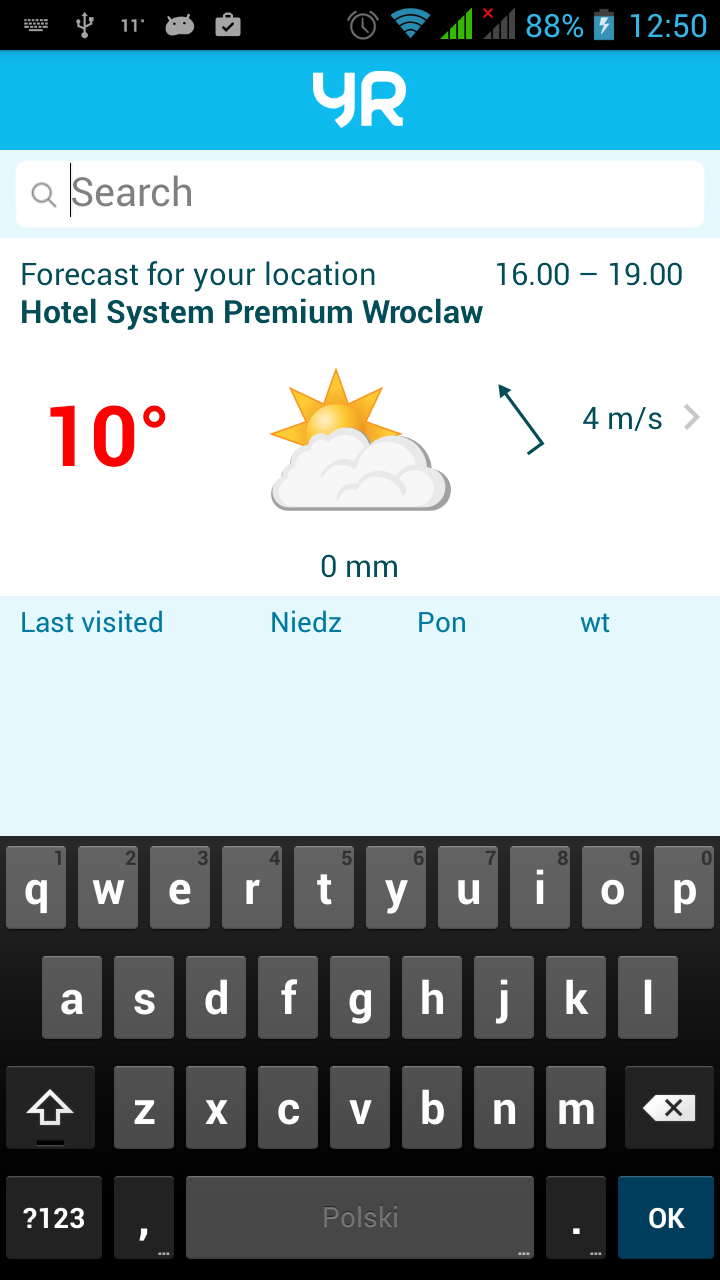 11° 88% 12:50
YR
Search
Forecast for your location 16.00 – 19.00
Hotel System Premium Wroclaw
10° 4 m/s
0 mm
Last visited Niedz Pon wt
1 2 3 4 5 6 7 8 9 0
q w e r t y u i o p
a s d f g h j k l
z x c v b n m
?123 , ... Polski ... . ... OK